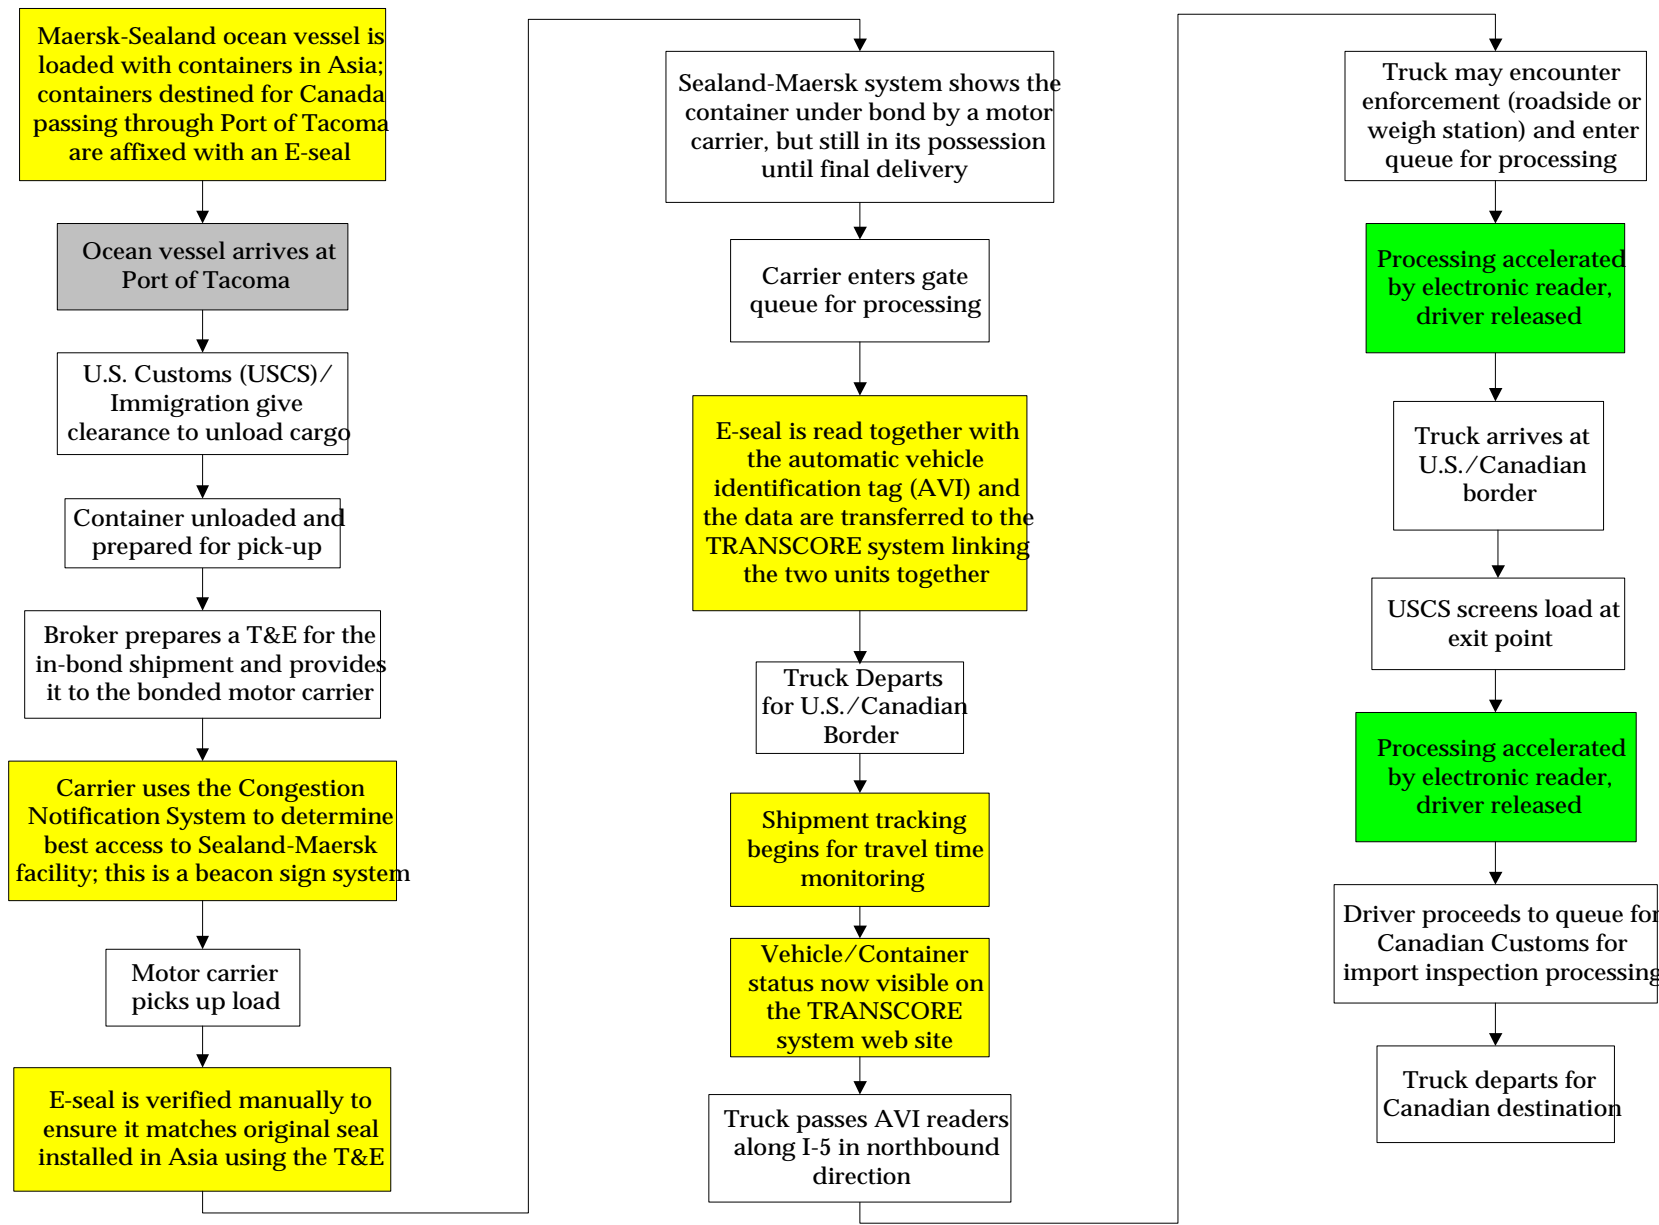 Maersk-Sealand ocean vessel is
loaded with containers in Asia;
containers destined for Canada
passing through Port of Tacoma
are affixed with an E-seal
Ocean vessel arrives at
Port of Tacoma
U.S. Customs (USCS)/
Immigration give
clearance to unload cargo
Container unloaded and
prepared for pick-up
Broker prepares a T&E for the
in-bond shipment and provides
it to the bonded motor carrier
Carrier uses the Congestion
Notification System to determine
best access to Sealand-Maersk
facility; this is a beacon sign system
Motor carrier
picks up load
E-seal is verified manually to
ensure it matches original seal
installed in Asia using the T&E
Sealand-Maersk system shows the
container under bond by a motor
carrier, but still in its possession
until final delivery
Carrier enters gate
queue for processing
E-seal is read together with
the automatic vehicle
identification tag (AVI) and
the data are transferred to the
TRANSCORE system linking
the two units together
Truck Departs
for U.S./Canadian
Border
Shipment tracking
begins for travel time
monitoring
Vehicle/Container
status now visible on
the TRANSCORE
system web site
Truck passes AVI readers
along I-5 in northbound
direction
Truck may encounter
enforcement (roadside or
weigh station) and enter
queue for processing
Processing accelerated
by electronic reader,
driver released
Truck arrives at
U.S./Canadian
border
USCS screens load at
exit point
Processing accelerated
by electronic reader,
driver released
Driver proceeds to queue for
Canadian Customs for
import inspection processing
Truck departs for
Canadian destination